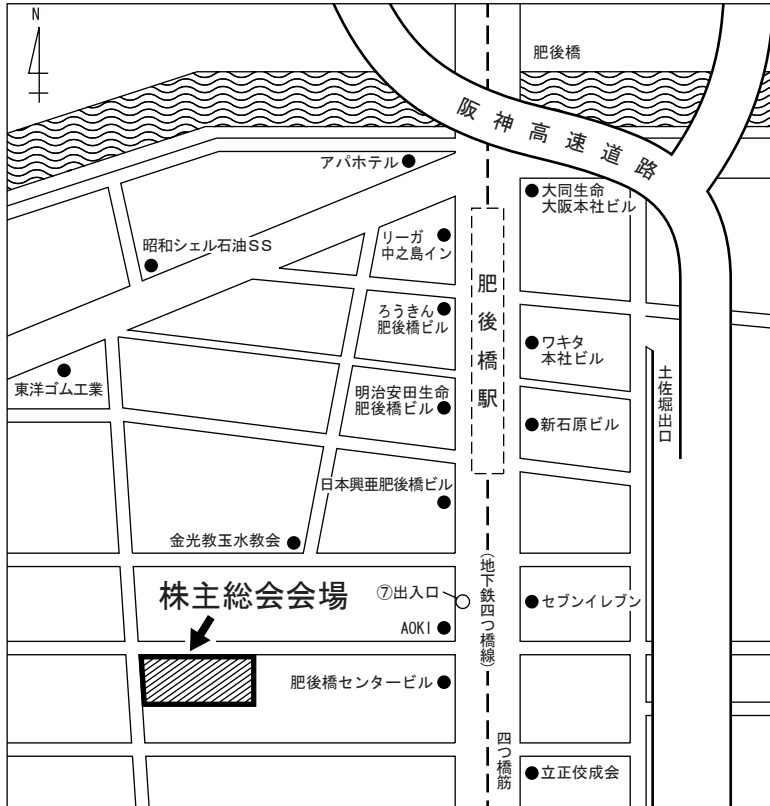 N
肥後橋
阪神高速道路
アパホテル
大同生命
大阪本社ビル
リーガ
中之島イン
昭和シェル石油SS
肥後橋駅
ろうきん
肥後橋ビル
ワキタ
本社ビル
東洋ゴム工業
明治安田生命
肥後橋ビル
土佐堀出口
新石原ビル
日本興亜肥後橋ビル
金光教玉水教会
(地下鉄四つ橋線)
株主総会会場
⑦出入口
セブンイレブン
AOKI
肥後橋センタービル
四つ橋筋
立正佼成会